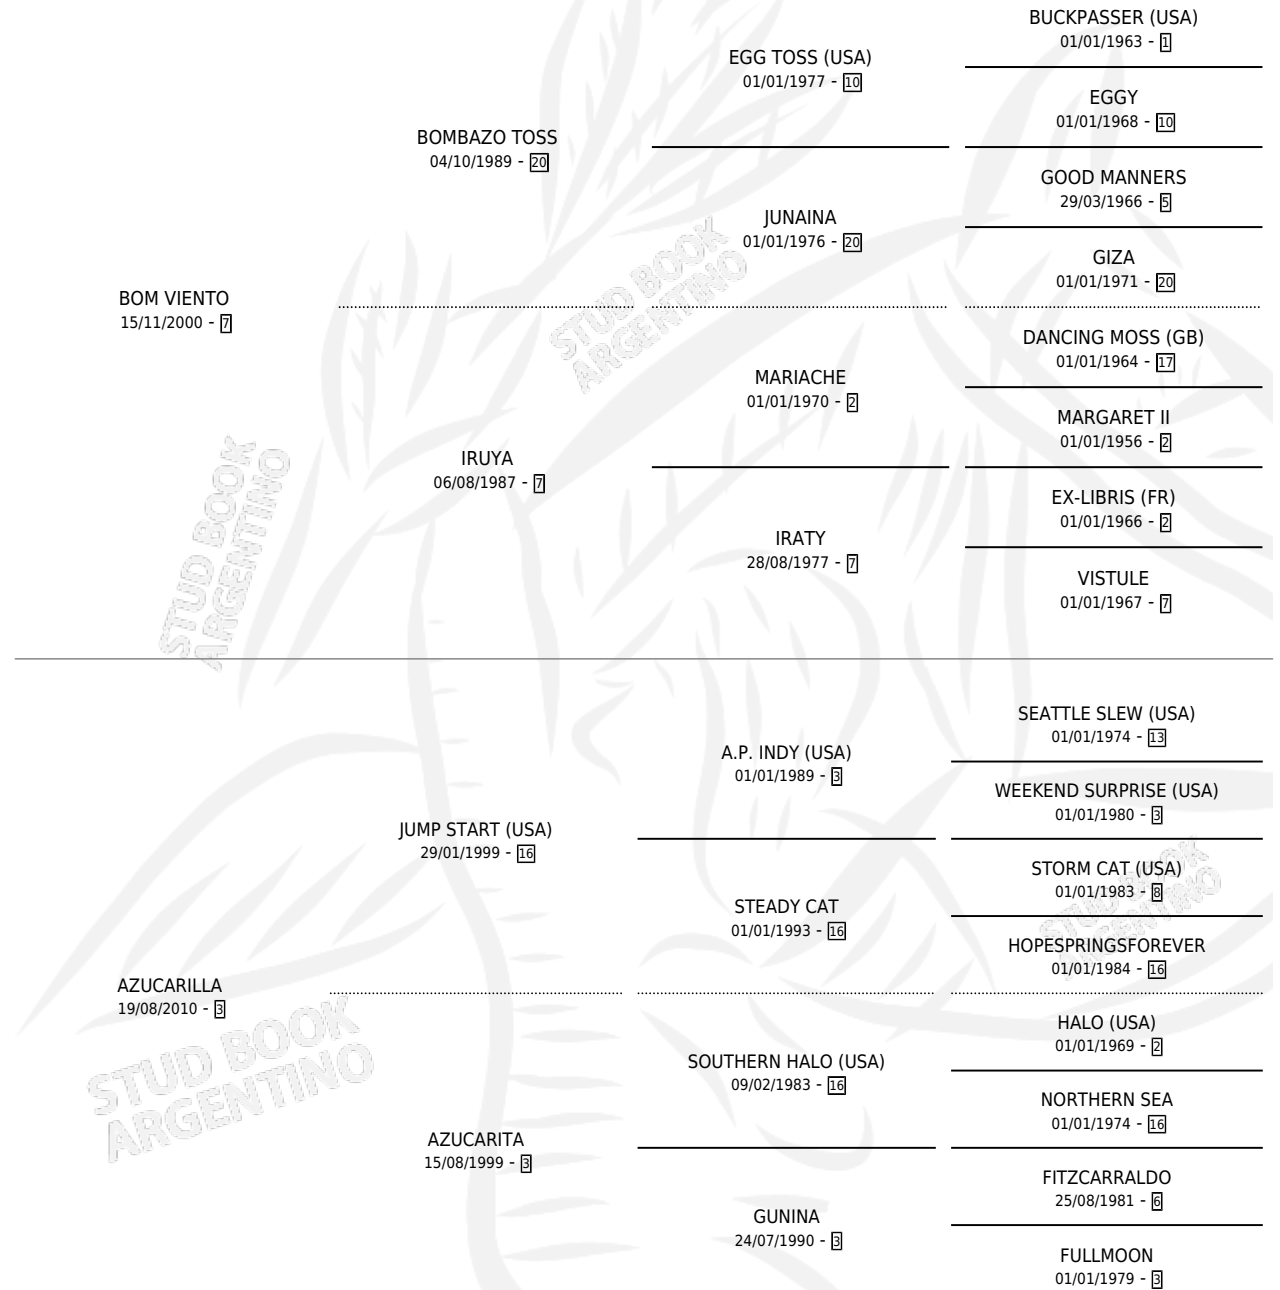 BUCKPASSER (USA)
01/01/1963 - 1
EGG TOSS (USA)
01/01/1977 - 10
EGGY
01/01/1968 - 10
BOMBAZO TOSS
04/10/1989 - 20
GOOD MANNERS
29/03/1966 - 5
JUNAINA
01/01/1976 - 20
GIZA
01/01/1971 - 20
BOM VIENTO
15/11/2000 - 7
DANCING MOSS (GB)
01/01/1964 - 17
MARIACHE
01/01/1970 - 2
MARGARET II
01/01/1956 - 2
IRUYA
06/08/1987 - 7
EX-LIBRIS (FR)
01/01/1966 - 2
IRATY
28/08/1977 - 7
VISTULE
01/01/1967 - 7
STUD BOOK
ARGENTINO
STUD BOOK
ARGENTINO
SEATTLE SLEW (USA)
01/01/1974 - 13
A.P. INDY (USA)
01/01/1989 - 3
WEEKEND SURPRISE (USA)
01/01/1980 - 3
JUMP START (USA)
29/01/1999 - 16
STORM CAT (USA)
01/01/1983 - 8
STEADY CAT
01/01/1993 - 16
HOPESPRINGSFOREVER
01/01/1984 - 16
AZUCARILLA
19/08/2010 - 3
HALO (USA)
01/01/1969 - 2
SOUTHERN HALO (USA)
09/02/1983 - 16
NORTHERN SEA
01/01/1974 - 16
AZUCARITA
15/08/1999 - 3
FITZCARRALDO
25/08/1981 - 6
GUNINA
24/07/1990 - 3
FULLMOON
01/01/1979 - 3
STUD BOOK
ARGENTINO
STUD BOOK
ARGENTINO